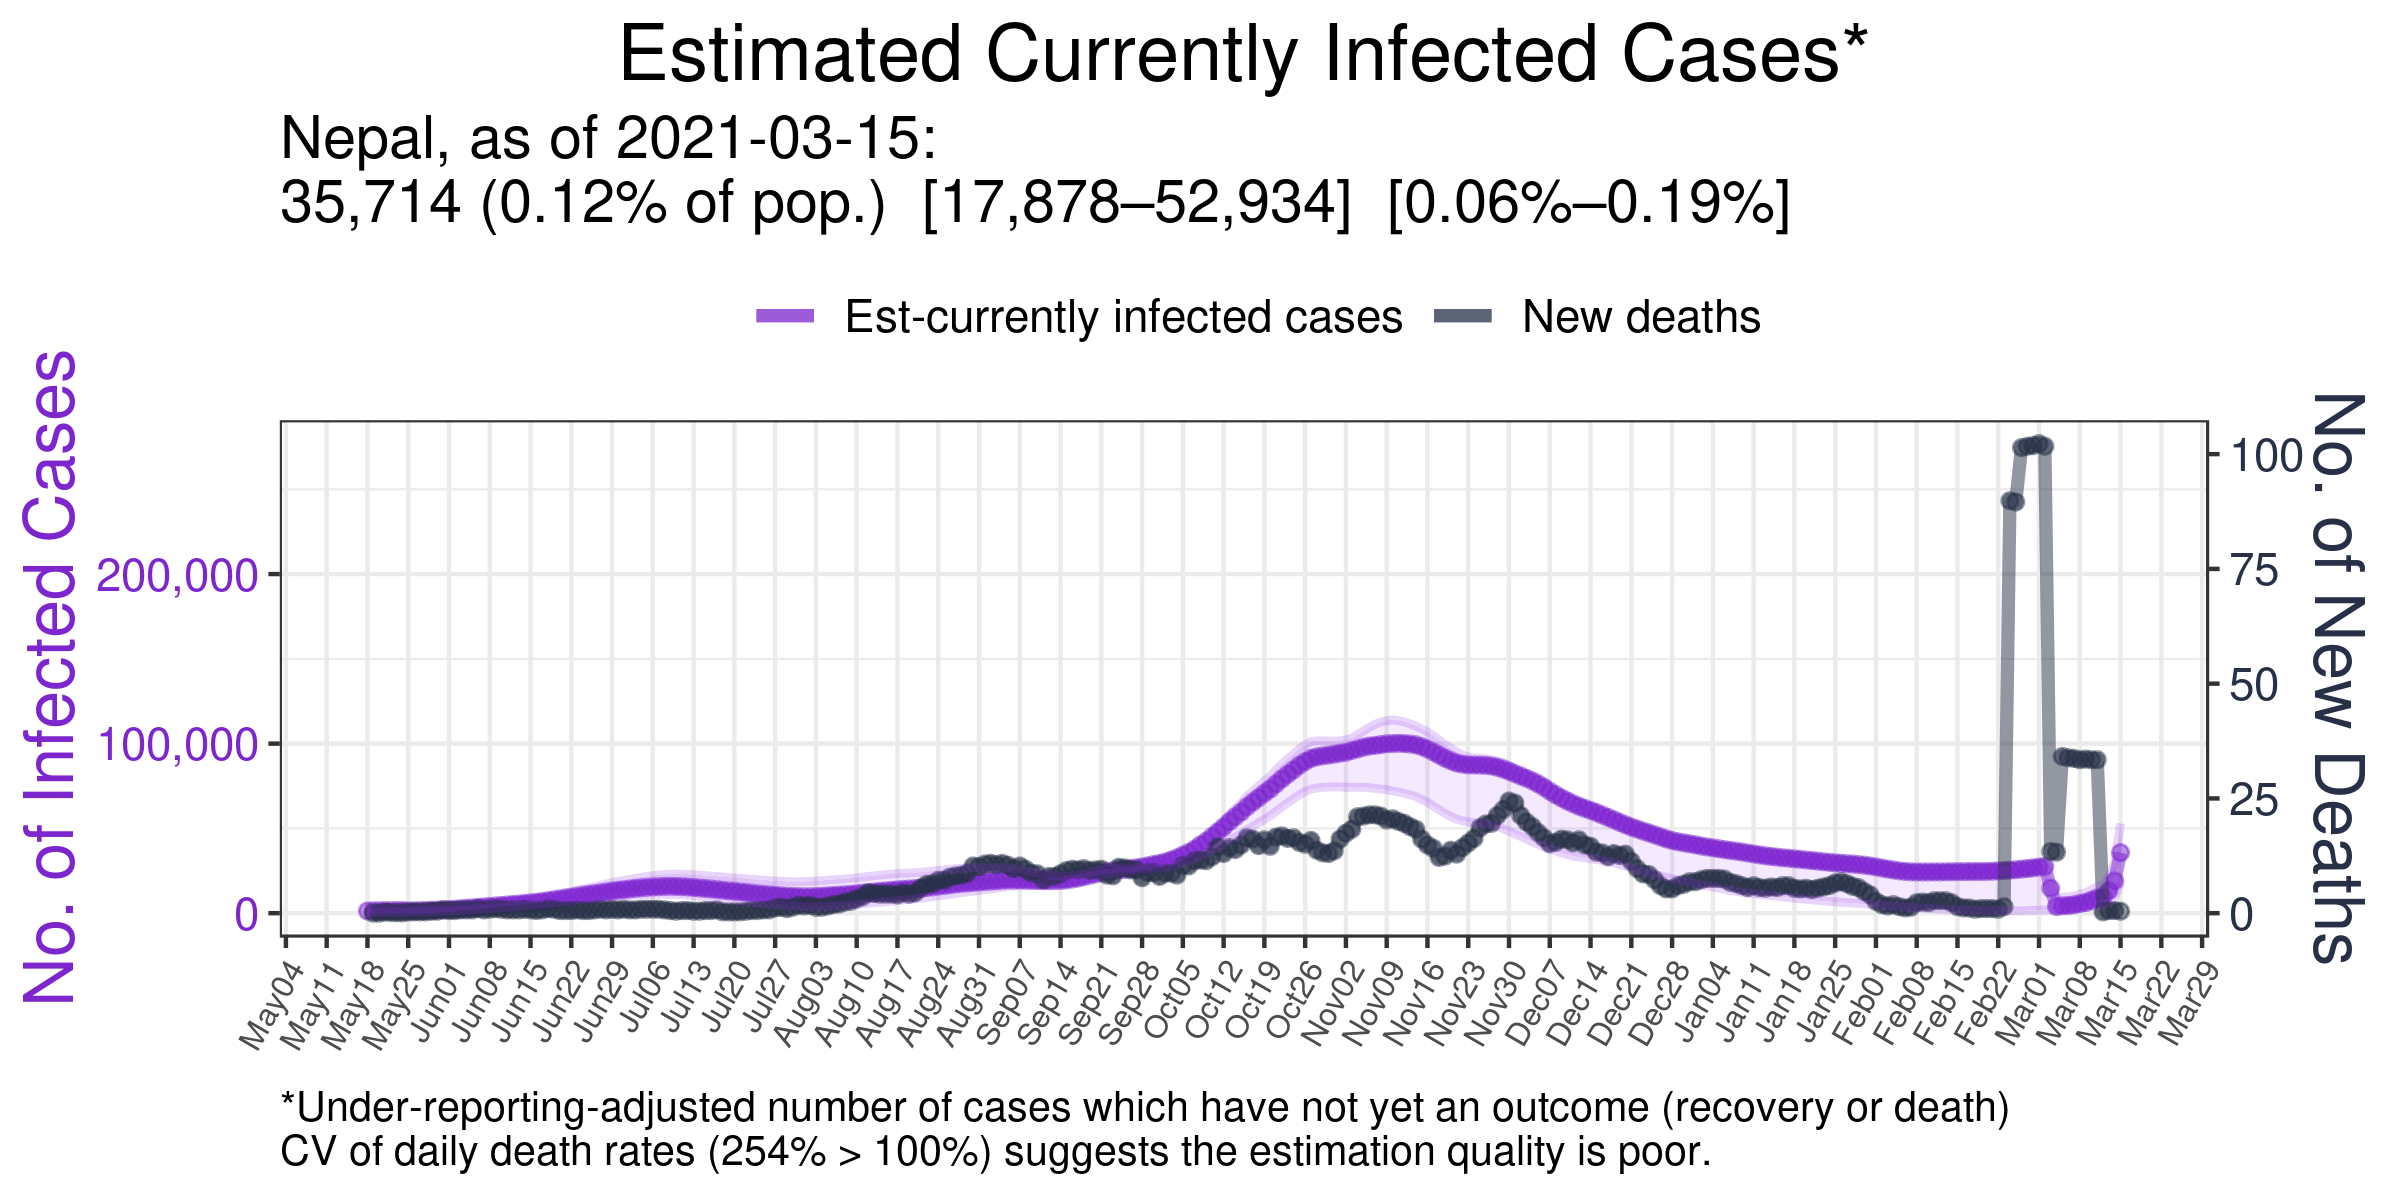 Estimated Currently Infected Cases*
Nepal, as of 2021-03-15:
35,714 (0.12% of pop.) [17,878–52,934] [0.06%–0.19%]
Est-currently infected cases
New deaths
No. of Infected Cases
200,000
100,000
0
No. of New Deaths
100
75
50
25
0
May04
May11
May18
May25
Jun01
Jun08
Jun15
Jun22
Jun29
Jul06
Jul13
Jul20
Jul27
Aug03
Aug10
Aug17
Aug24
Aug31
Sep07
Sep14
Sep21
Sep28
Oct05
Oct12
Oct19
Oct26
Nov02
Nov09
Nov16
Nov23
Nov30
Dec07
Dec14
Dec21
Dec28
Jan04
Jan11
Jan18
Jan25
Feb01
Feb08
Feb15
Feb22
Mar01
Mar08
Mar15
Mar22
Mar29
*Under-reporting-adjusted number of cases which have not yet an outcome (recovery or death)
CV of daily death rates (254% > 100%) suggests the estimation quality is poor.